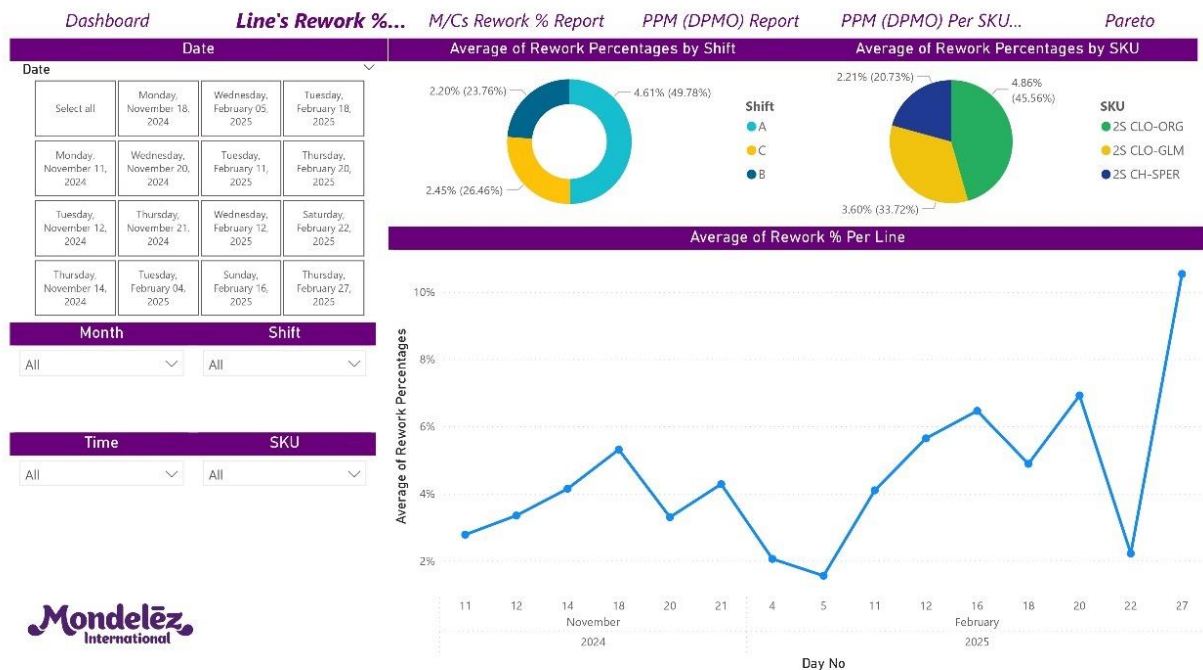 Dashboard
Line's Rework %...
M/Cs Rework % Report
PPM (DPMO) Report
PPM (DPMO) Per SKU...
Pareto
Date
Date
Select all
Monday,
November 18,
2024
Wednesday,
February 05,
2025
Tuesday,
February 18,
2025
Monday,
November 11,
2024
Wednesday,
November 20,
2024
Tuesday,
February 11,
2025
Thursday,
February 20,
2025
Tuesday,
November 12,
2024
Thursday,
November 21,
2024
Wednesday,
February 12,
2025
Saturday,
February 22,
2025
Thursday,
November 14,
2024
Tuesday,
February 04,
2025
Sunday,
February 16,
2025
Thursday,
February 27,
2025
Month
Shift
All
All
Time
SKU
All
All
Mondelēz
International
Average of Rework Percentages by Shift
2.20% (23.76%)
4.61% (49.78%)
2.45% (26.46%)
Shift
A
C
B
Average of Rework Percentages by SKU
2.21% (20.73%)
4.86%
(45.56%)
3.60% (33.72%)
SKU
2S CLO-ORG
2S CLO-GLM
2S CH-SPER
Average of Rework % Per Line
Average of Rework Percentages
10%
8%
6%
4%
2%
11 12 14 18 20 21 4 5 11 12 16 18 20 22 27
November February
2024 2025
Day No